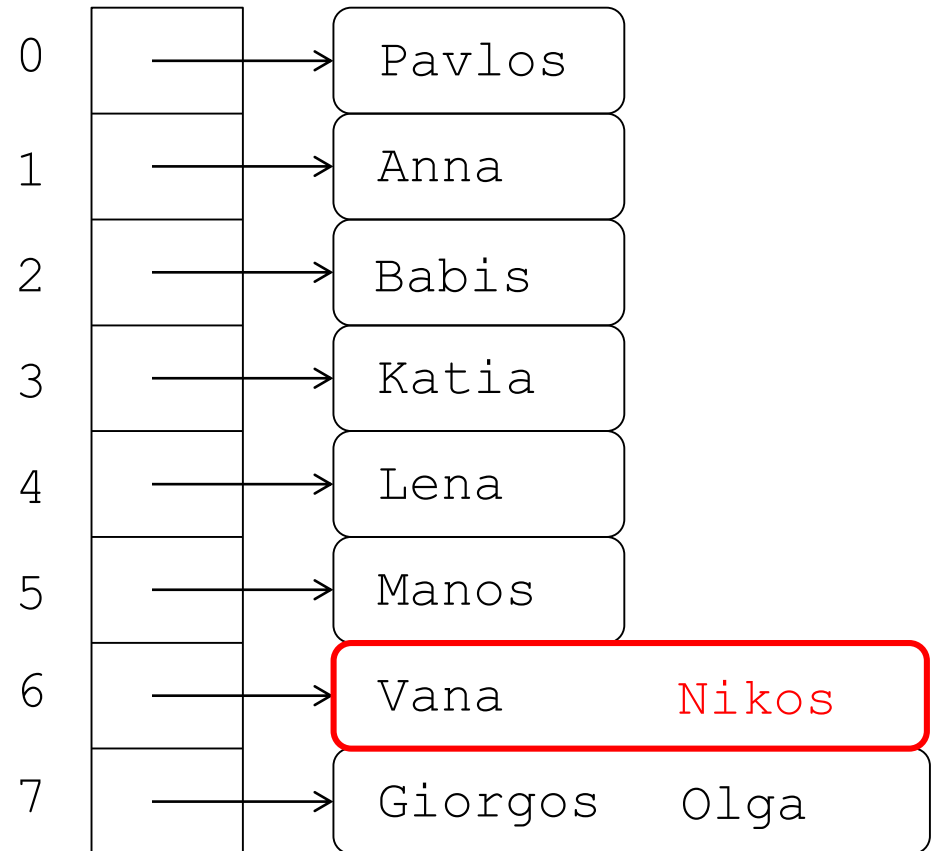 0 Pavlos
1 Anna
2 Babis
3 Katia
4 Lena
5 Manos
6 Vana Nikos
7 Giorgos Olga